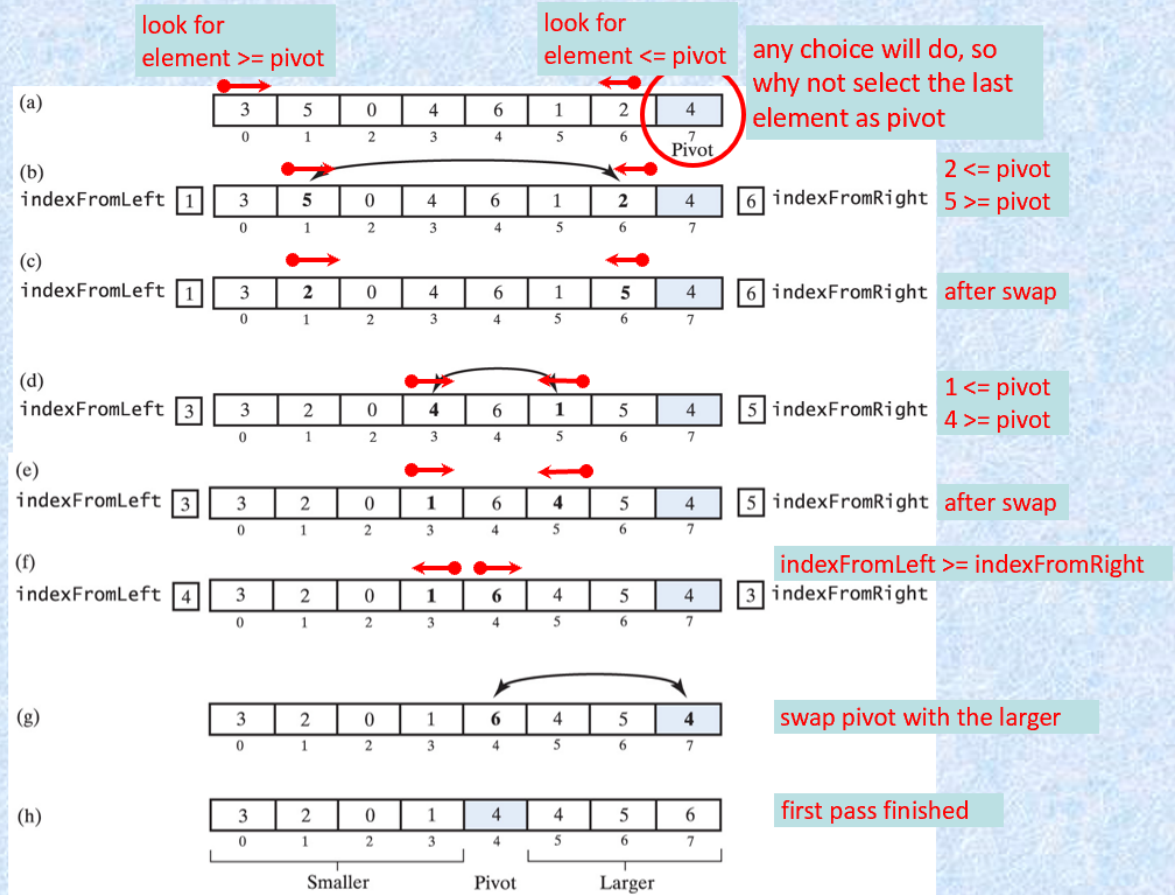 look for
element >= pivot
look for
element <= pivot
any choice will do, so
why not select the last
element as pivot
(a)
3 5 0 4 6 1 2 4
0 1 2 3 4 5 6 7
Pivot
(b)
indexFromLeft 1 3 5 0 4 6 1 2 4 6 indexFromRight
0 1 2 3 4 5 6 7
2 <= pivot
5 >= pivot
(c)
indexFromLeft 1 3 2 0 4 6 1 5 4 6 indexFromRight after swap
0 1 2 3 4 5 6 7
(d)
indexFromLeft 3 3 2 0 4 6 1 5 4 5 indexFromRight
0 1 2 3 4 5 6 7
1 <= pivot
4 >= pivot
(e)
indexFromLeft 3 3 2 0 1 6 4 5 4 5 indexFromRight after swap
0 1 2 3 4 5 6 7
(f)
indexFromLeft >= indexFromRight
indexFromLeft 4 3 2 0 1 6 4 5 4 3 indexFromRight
0 1 2 3 4 5 6 7
(g) 3 2 0 1 6 4 5 4 swap pivot with the larger
0 1 2 3 4 5 6 7
(h) 3 2 0 1 4 4 5 6 first pass finished
0 1 2 3 4 5 6 7
Smaller Pivot Larger